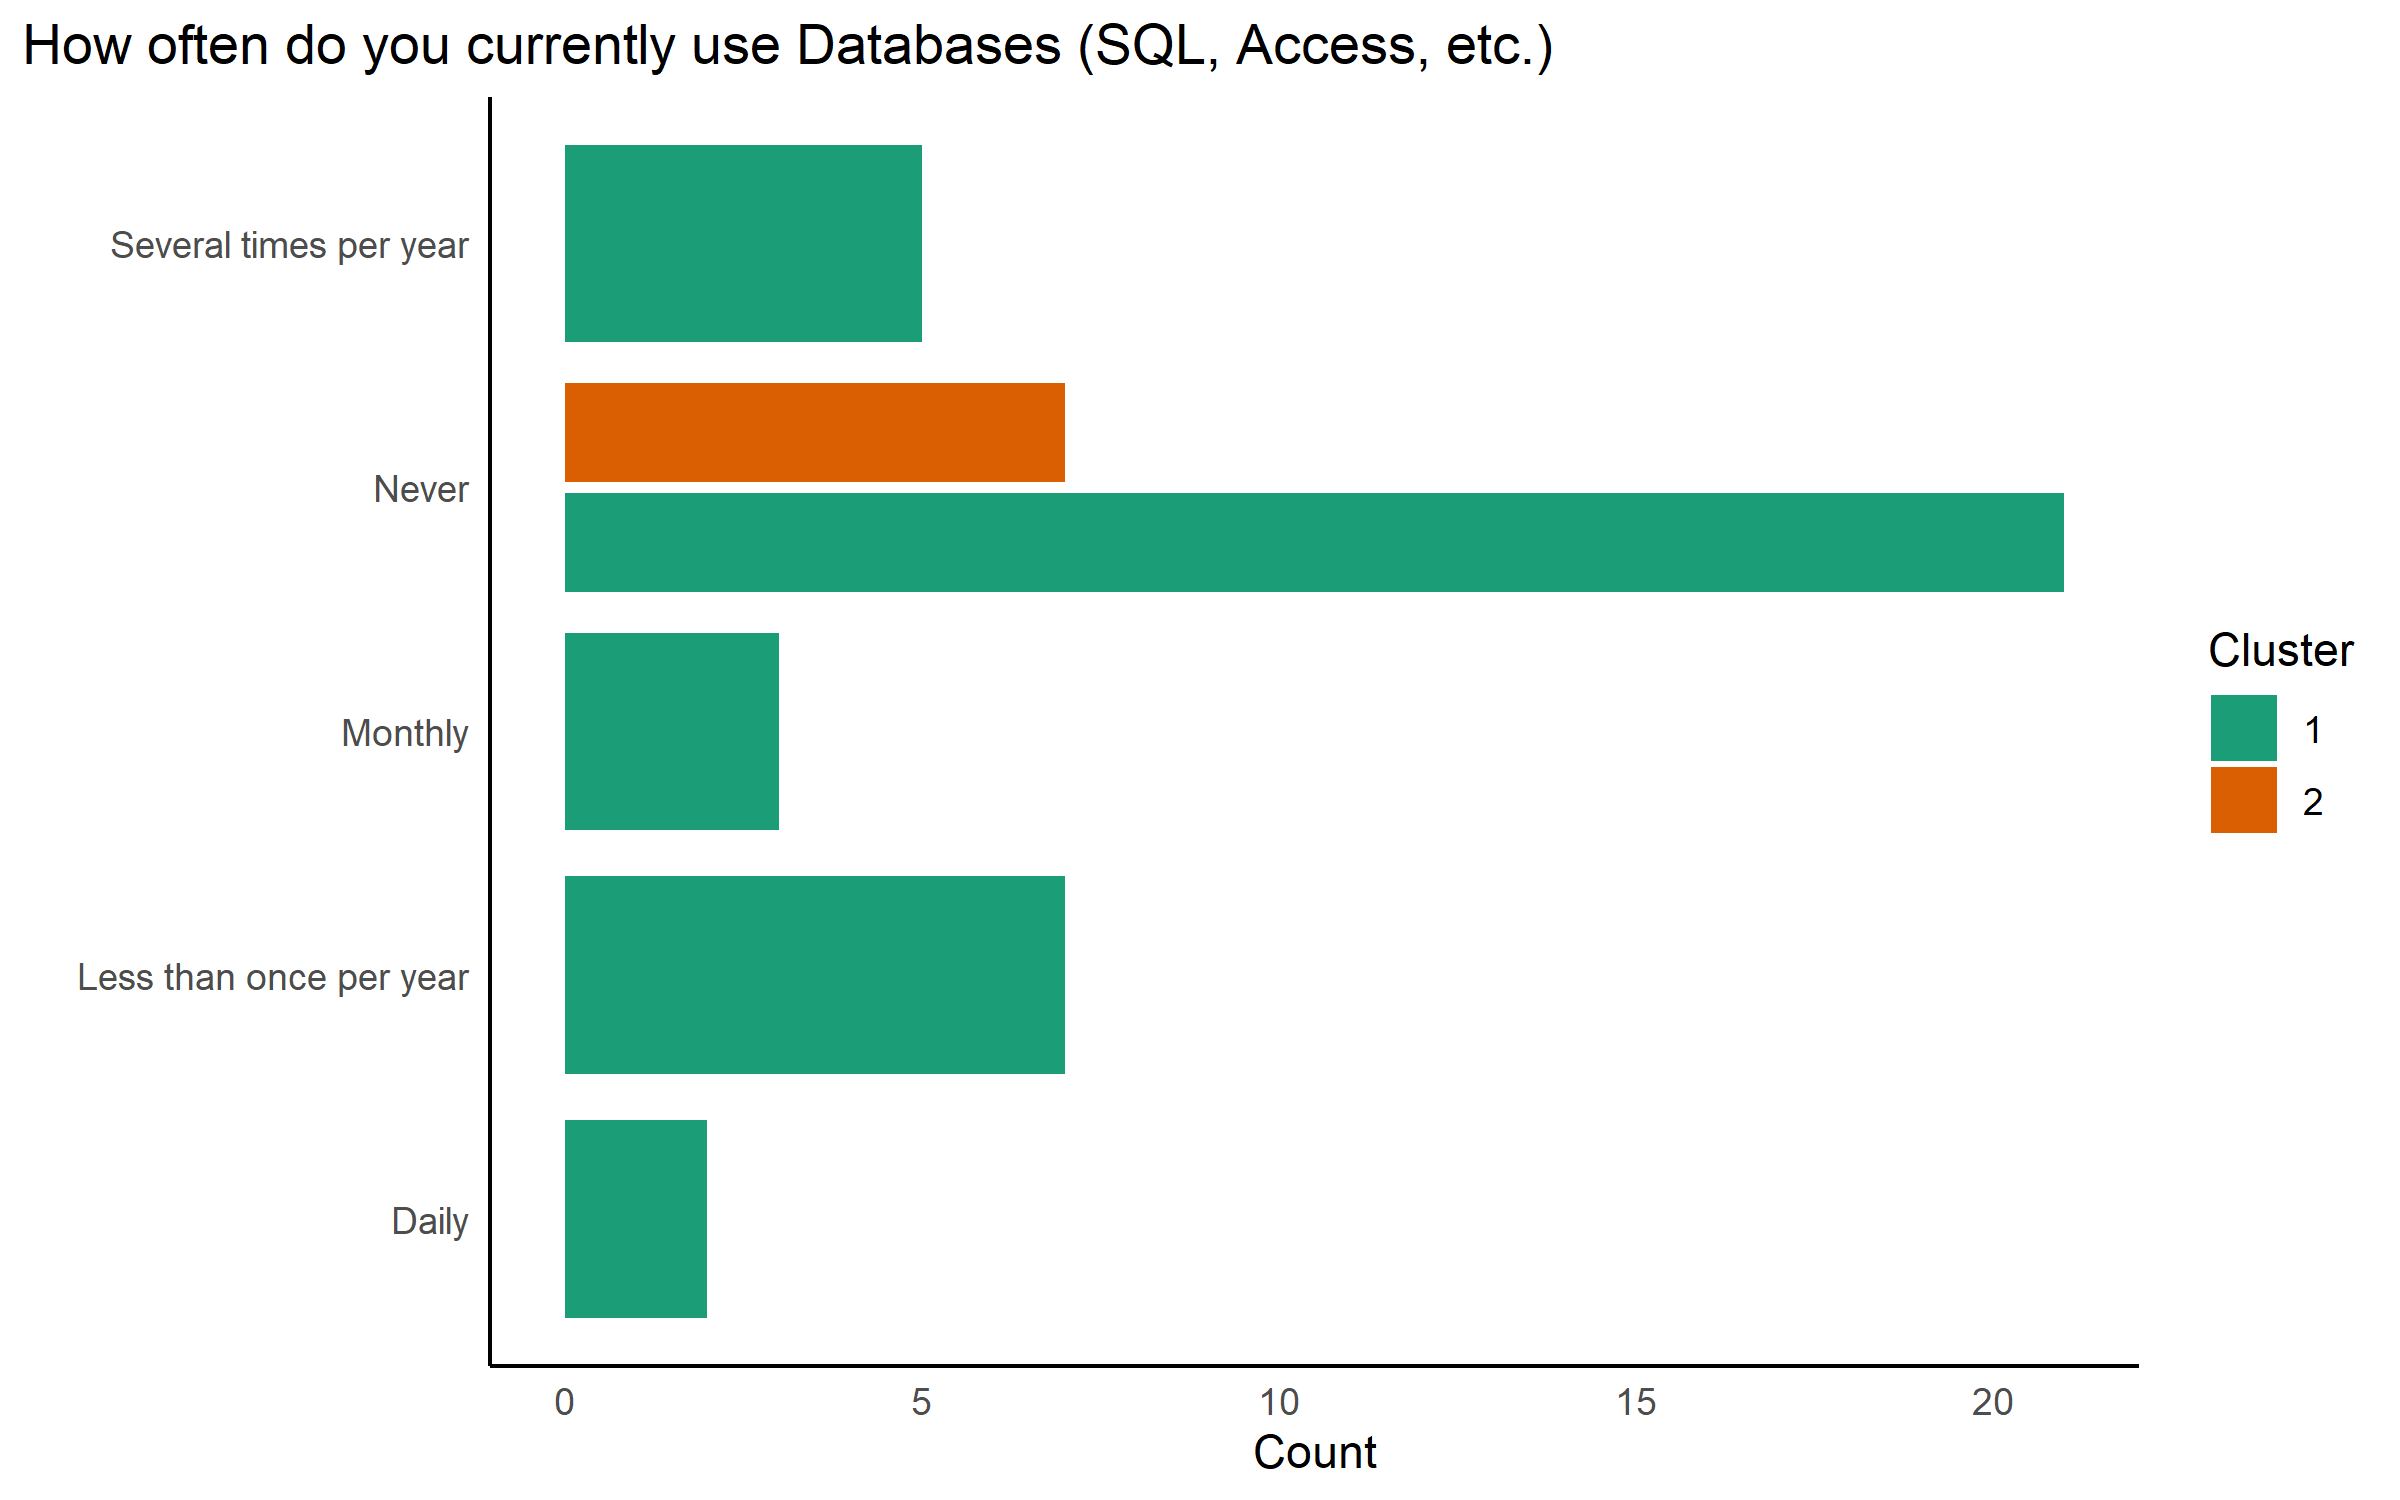 How often do you currently use Databases (SQL, Access, etc.)
Several times per year
Never
Monthly
Less than once per year
Daily
0 5 10 15 20
Count
Cluster
1
2